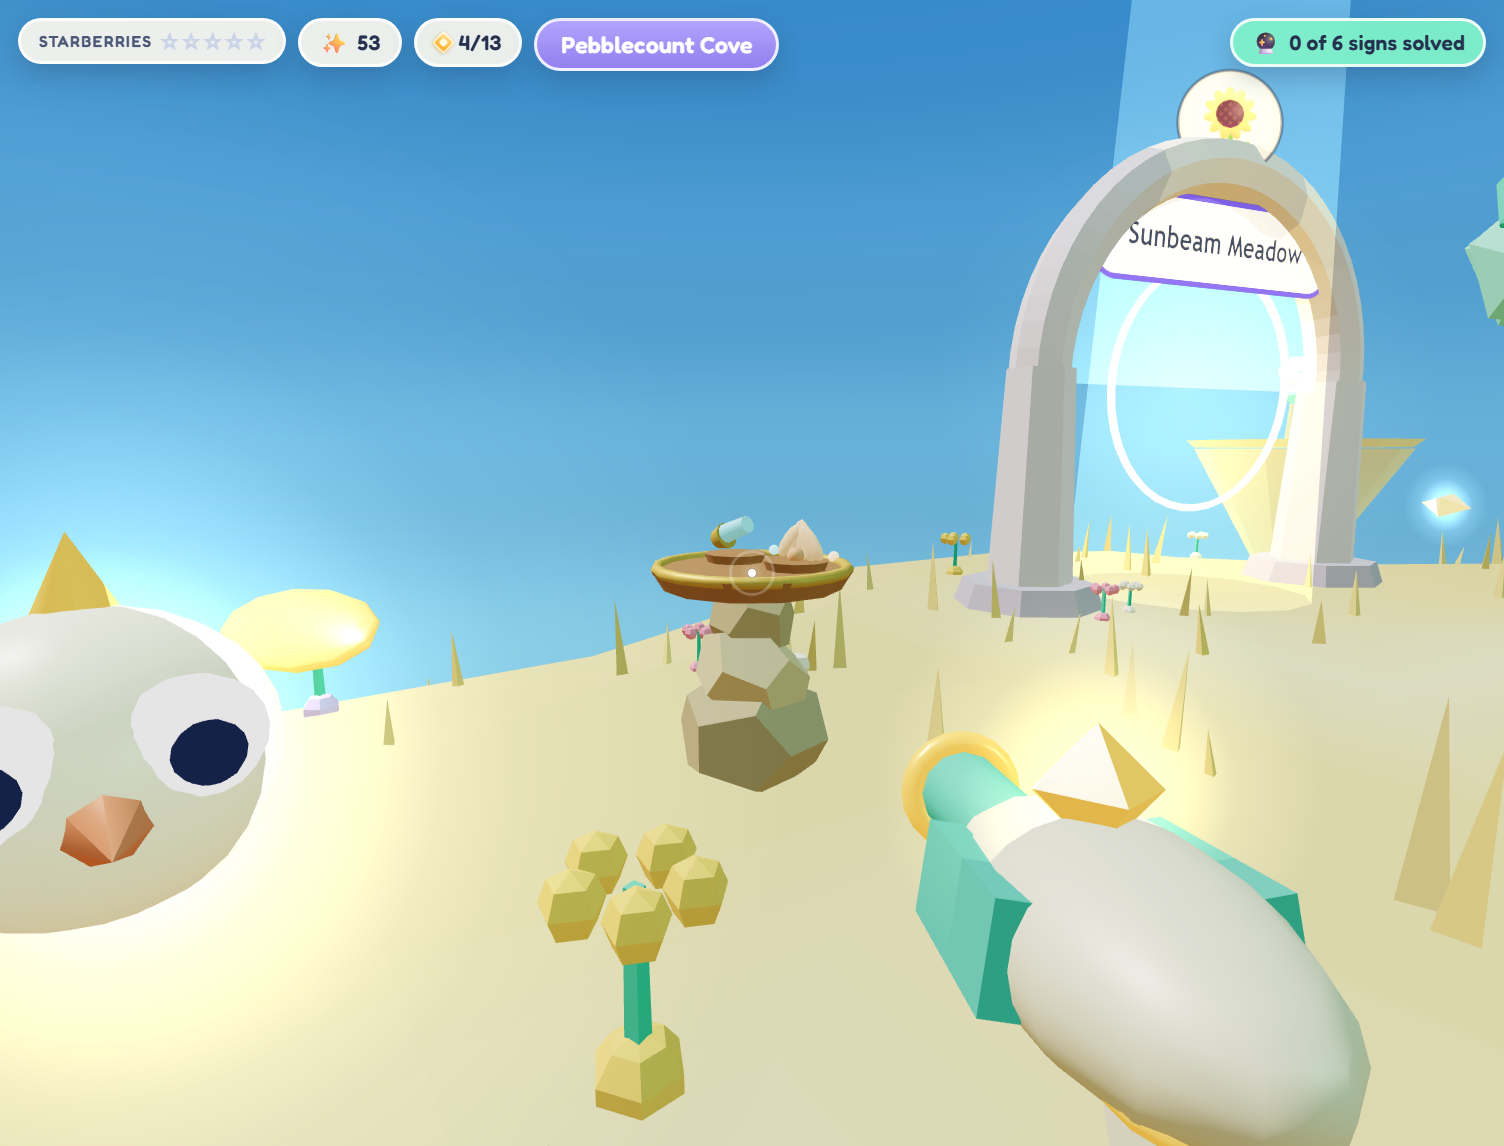 STARBERRIES
53
4/13
Pebblecount Cove
0 of 6 signs solved
Sunbeam Meadow